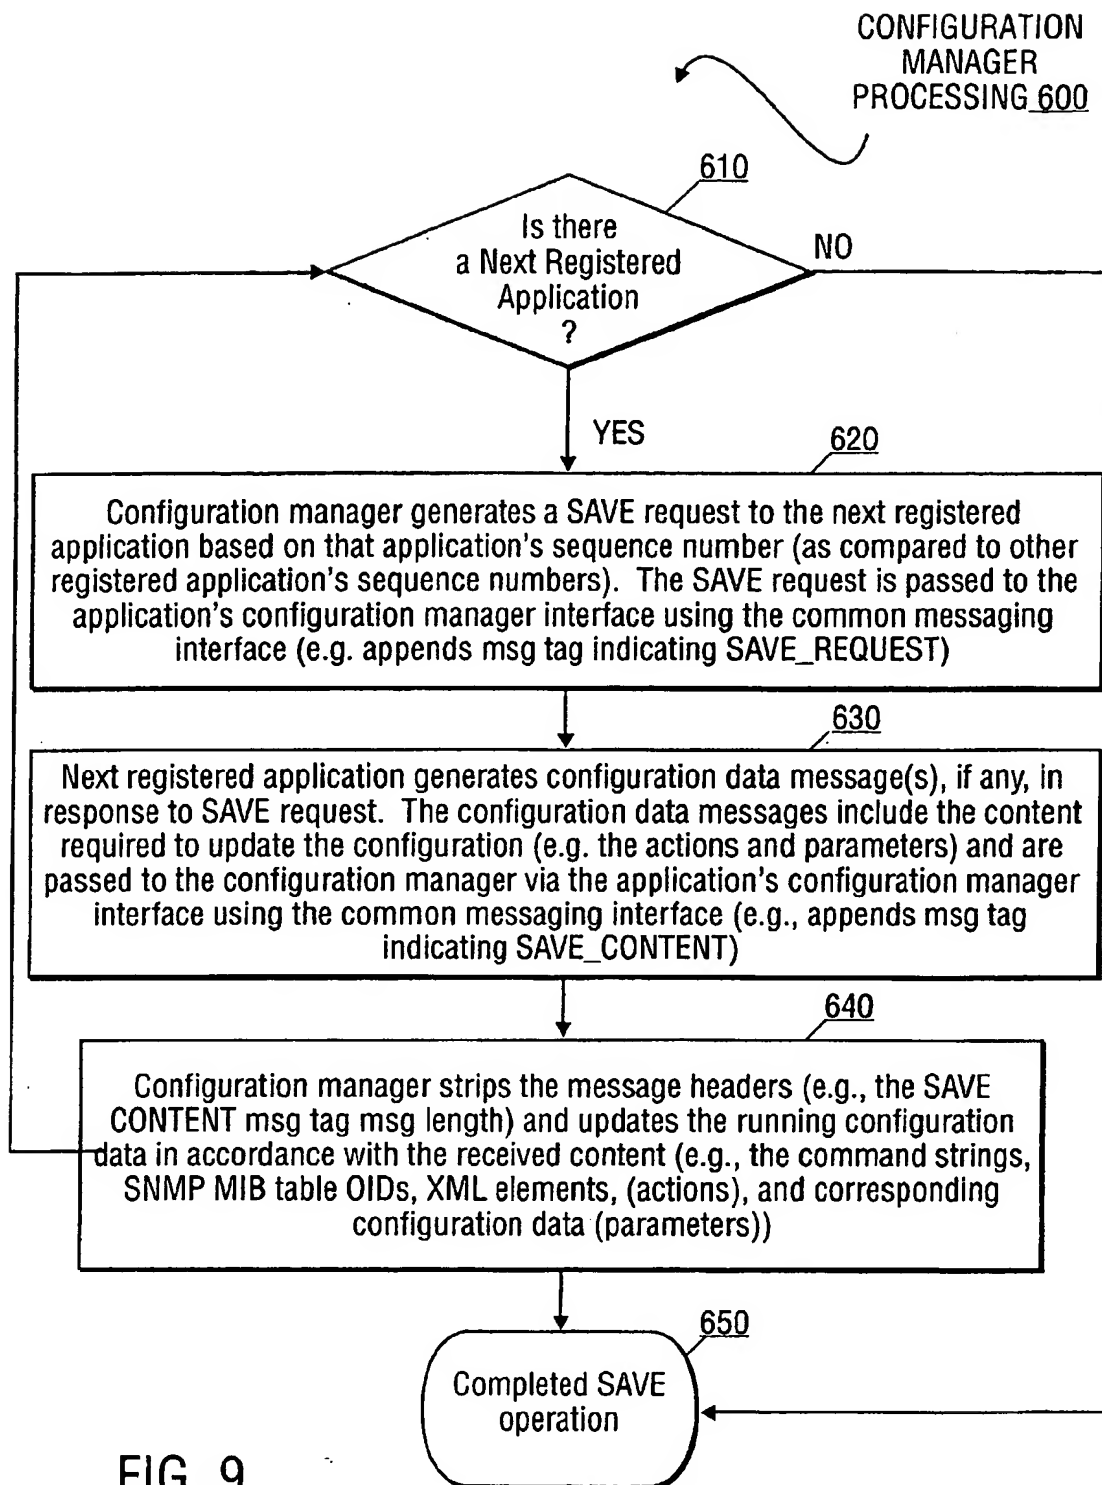 CONFIGURATION
MANAGER
PROCESSING 600
610
Is there
a Next Registered
Application
?
NO
YES
620
Configuration manager generates a SAVE request to the next registered
application based on that application's sequence number (as compared to other
registered application's sequence numbers). The SAVE request is passed to the
application's configuration manager interface using the common messaging
interface (e.g. appends msg tag indicating SAVE_REQUEST)
630
Next registered application generates configuration data message(s), if any, in
response to SAVE request. The configuration data messages include the content
required to update the configuration (e.g. the actions and parameters) and are
passed to the configuration manager via the application's configuration manager
interface using the common messaging interface (e.g., appends msg tag
indicating SAVE_CONTENT)
640
Configuration manager strips the message headers (e.g., the SAVE
CONTENT msg tag msg length) and updates the running configuration
data in accordance with the received content (e.g., the command strings,
SNMP MIB table OIDs, XML elements, (actions), and corresponding
configuration data (parameters))
650
Completed SAVE
operation
FIG. 9